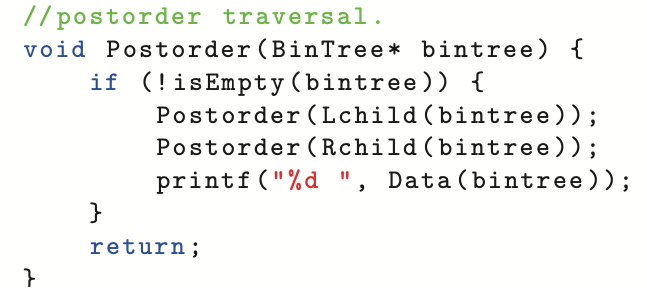 //postorder traversal.
void Postorder(BinTree* bintree) {
    if (!isEmpty(bintree)) {
        Postorder(Lchild(bintree));
        Postorder(Rchild(bintree));
        printf("%d ", Data(bintree));
    }
    return;
}